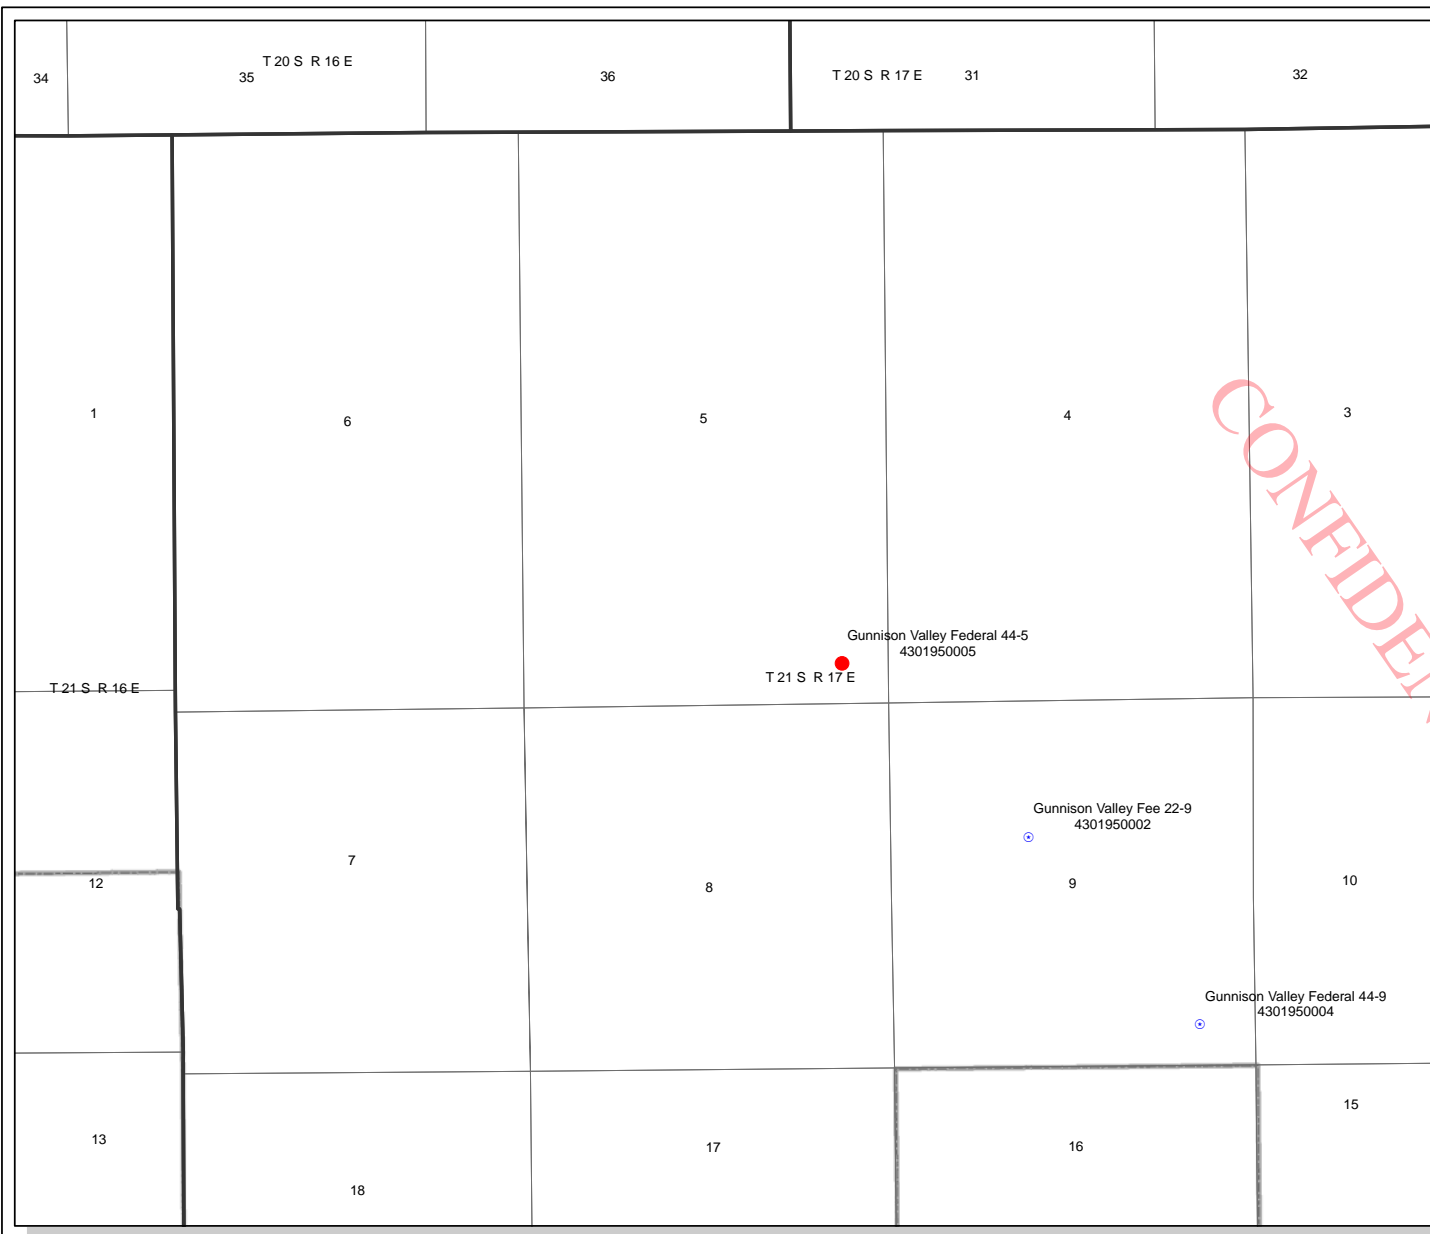 T 20 S R 16 E
34
35
36
T 20 S R 17 E
31
32
1
6
5
4
3
CONFIDEN
Gunnison Valley Federal 44-5
4301950005
T 21 S R 17 E
T 21 S R 16 E
Gunnison Valley Fee 22-9
4301950002
7
8
9
10
12
Gunnison Valley Federal 44-9
4301950004
13
18
17
16
15